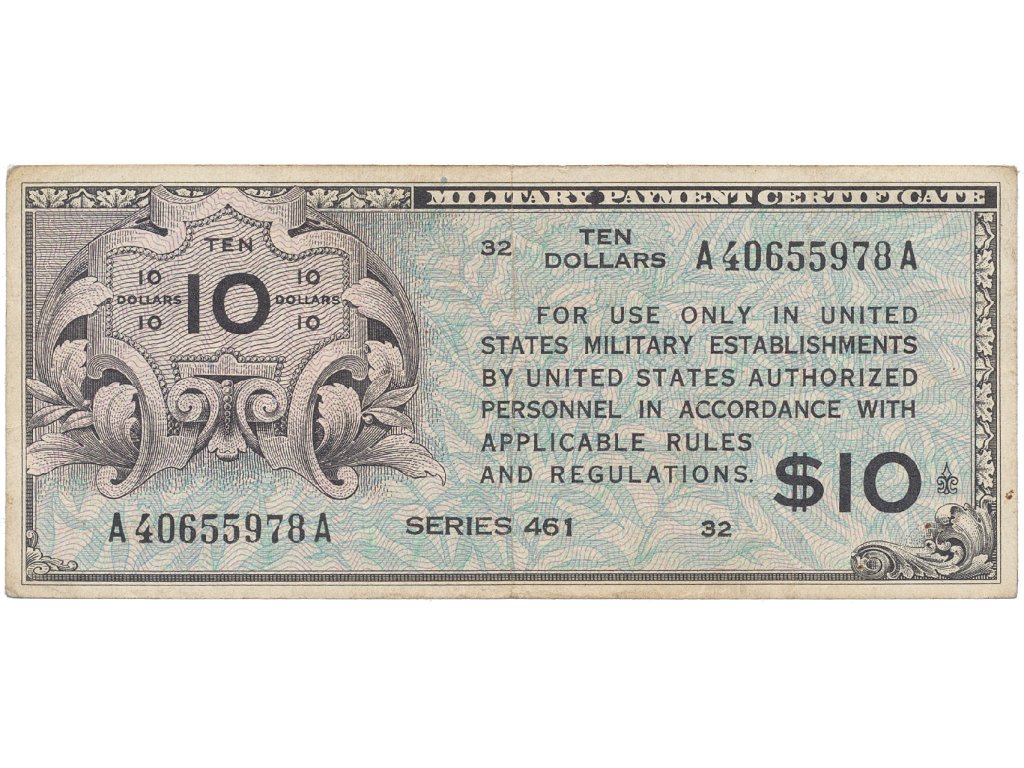 MILITARY PAYMENT CERTIFICATE
TEN
10 10
DOLLARS 10 DOLLARS
10 10
32 TEN DOLLARS A40655978A
FOR USE ONLY IN UNITED
STATES MILITARY ESTABLISHMENTS
BY UNITED STATES AUTHORIZED
PERSONNEL IN ACCORDANCE WITH
APPLICABLE RULES
AND REGULATIONS.
$10
A40655978A SERIES 461 32